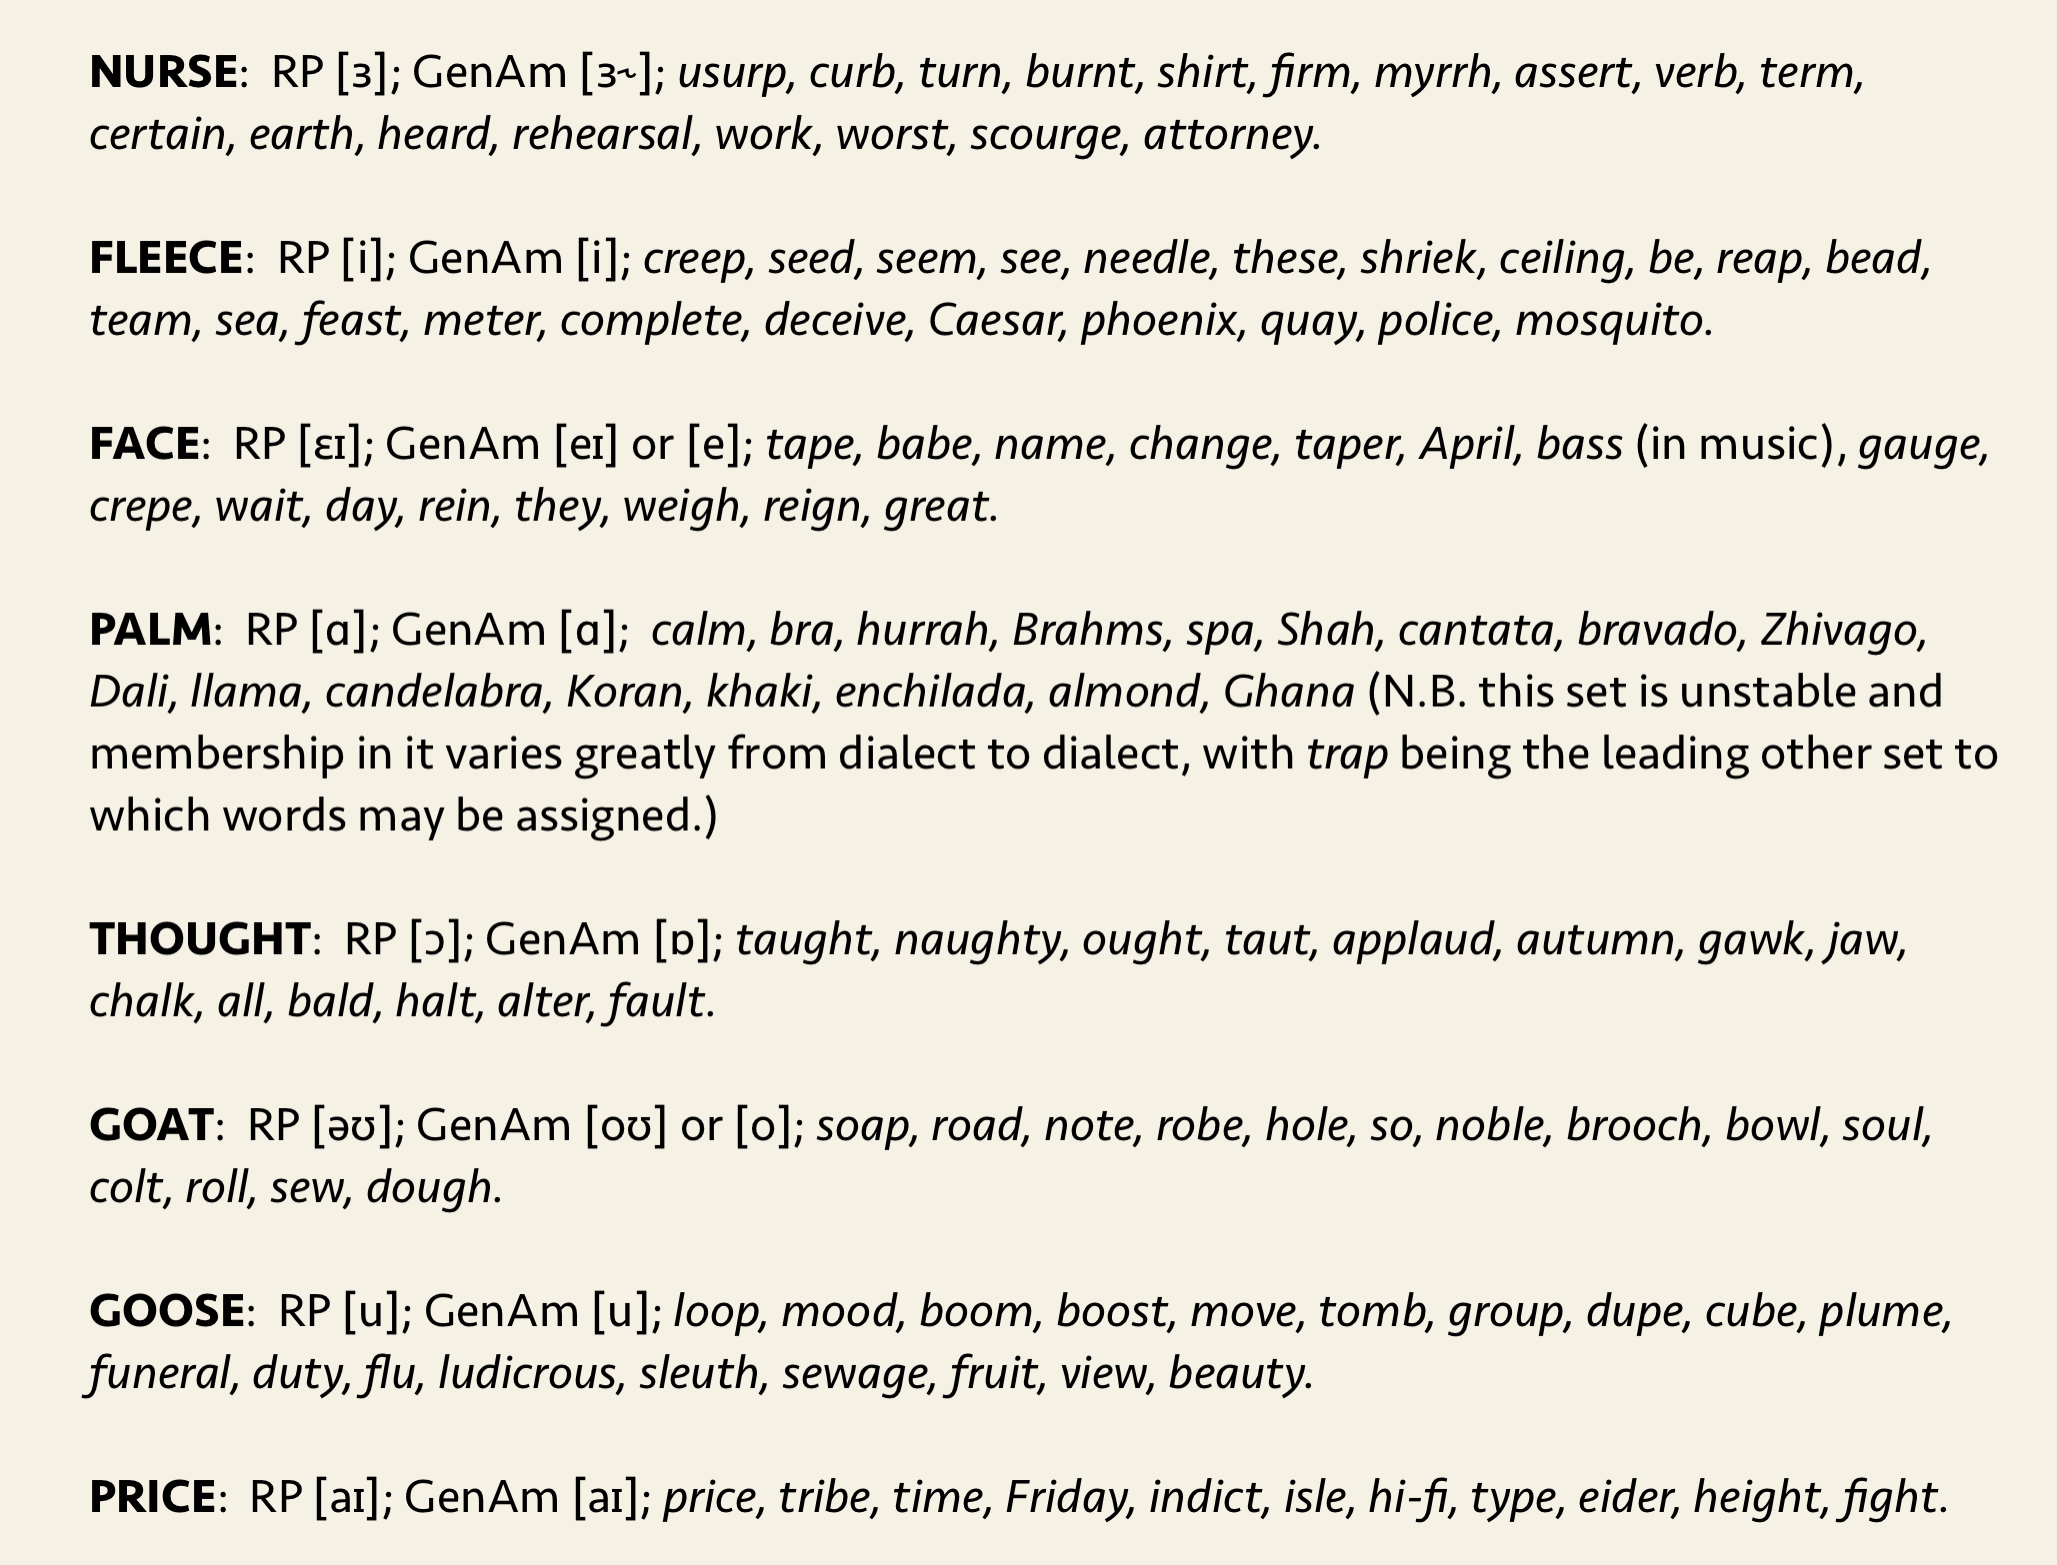 NURSE: RP [ɜ]; GenAm [ɝ]; usurp, curb, turn, burnt, shirt, firm, myrrh, assert, verb, term,
certain, earth, heard, rehearsal, work, worst, scourge, attorney.
FLEECE: RP [i]; GenAm [i]; creep, seed, seem, see, needle, these, shriek, ceiling, be, reap, bead,
team, sea, feast, meter, complete, deceive, Caesar, phoenix, quay, police, mosquito.
FACE: RP [ɛɪ]; GenAm [eɪ] or [e]; tape, babe, name, change, taper, April, bass (in music), gauge,
crepe, wait, day, rein, they, weigh, reign, great.
PALM: RP [ɑ]; GenAm [ɑ]; calm, bra, hurrah, Brahms, spa, Shah, cantata, bravado, Zhivago,
Dali, llama, candelabra, Koran, khaki, enchilada, almond, Ghana (N.B. this set is unstable and
membership in it varies greatly from dialect to dialect, with trap being the leading other set to
which words may be assigned.)
THOUGHT: RP [ɔ]; GenAm [ɒ]; taught, naughty, ought, taut, applaud, autumn, gawk, jaw,
chalk, all, bald, halt, alter, fault.
GOAT: RP [əʊ]; GenAm [oʊ] or [o]; soap, road, note, robe, hole, so, noble, brooch, bowl, soul,
colt, roll, sew, dough.
GOOSE: RP [u]; GenAm [u]; loop, mood, boom, boost, move, tomb, group, dupe, cube, plume,
funeral, duty, flu, ludicrous, sleuth, sewage, fruit, view, beauty.
PRICE: RP [aɪ]; GenAm [aɪ]; price, tribe, time, Friday, indict, isle, hi-fi, type, eider, height, fight.